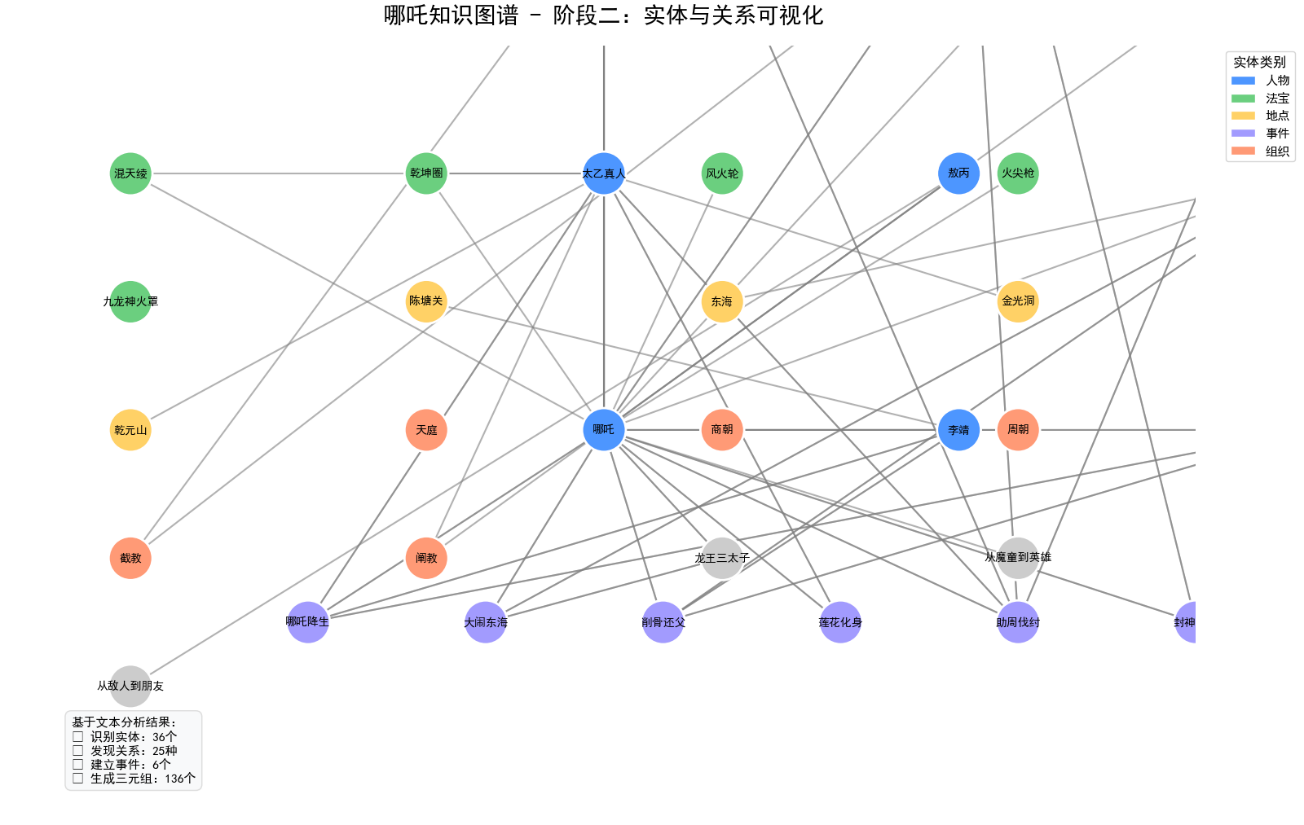 哪吒知识图谱 - 阶段二：实体与关系可视化
实体类别
人物
法宝
地点
事件
组织
混天绫
乾坤圈
太乙真人
风火轮
敖丙
火尖枪
九龙神火罩
陈塘关
东海
金光洞
乾元山
天庭
哪吒
商朝
李靖
周朝
截教
阐教
龙王三太子
从魔童到英雄
哪吒降生
大闹东海
削骨还父
莲花化身
助周伐纣
封神
从敌人到朋友
基于文本分析结果：
□ 识别实体：36个
□ 发现关系：25种
□ 建立事件：6个
□ 生成三元组：136个